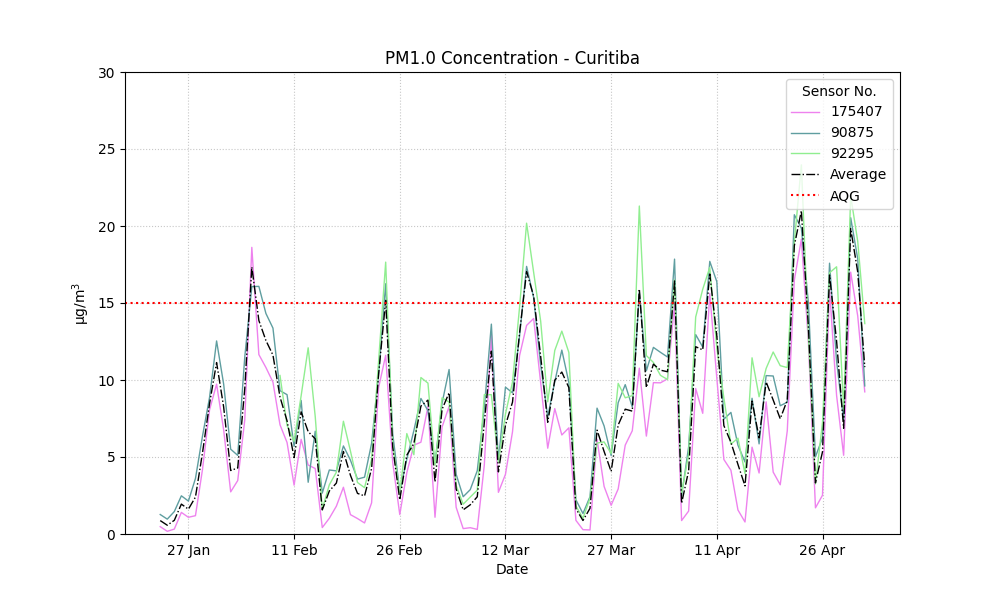 PM1.0 Concentration - Curitiba
30
25
20
15
10
5
0
µg/m³
27 Jan
11 Feb
26 Feb
12 Mar
27 Mar
11 Apr
26 Apr
Date
Sensor No.
175407
90875
92295
Average
AQG